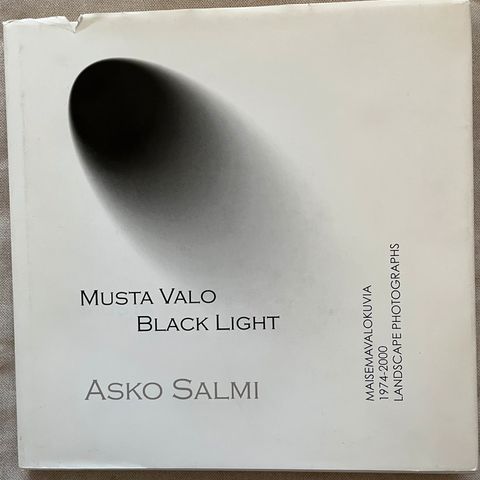 MUSTA VALO
BLACK LIGHT
ASKO SALMI
MAISEMAVALOKUVIA
1974-2000
LANDSCAPE PHOTOGRAPHS